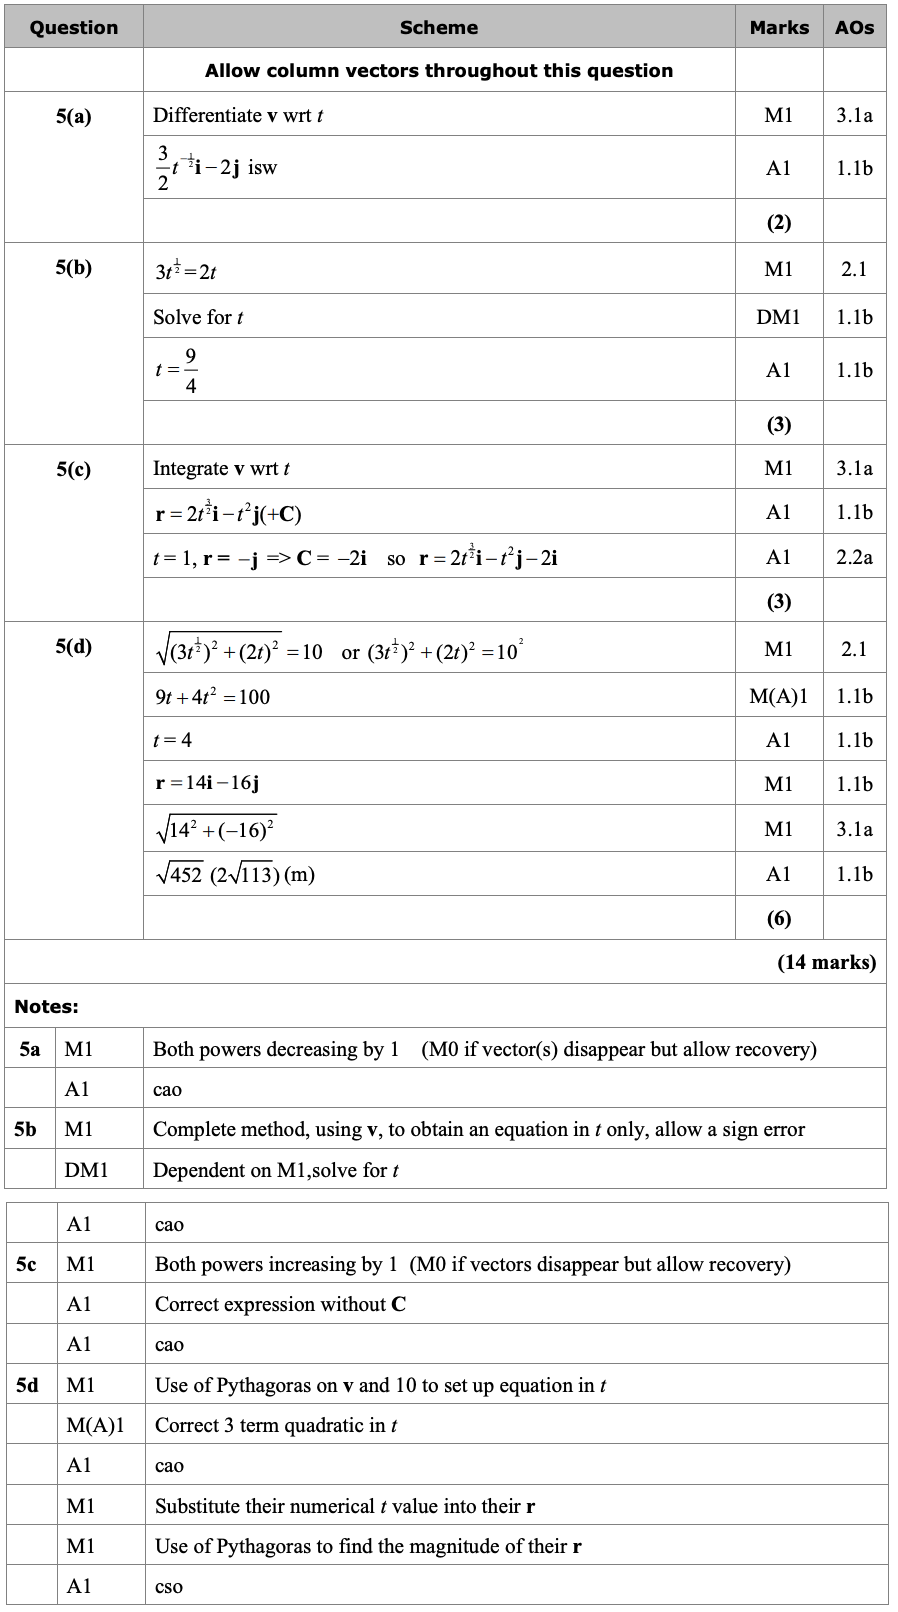 Question Scheme Marks AOs
Allow column vectors throughout this question
5(a) Differentiate v wrt t M1 3.1a
$\frac{3}{2}t^{-\frac{1}{2}}\mathbf{i} - 2\mathbf{j}$ isw A1 1.1b
(2)
5(b) $3t^{\frac{1}{2}} = 2t$ M1 2.1
Solve for t DM1 1.1b
$t = \frac{9}{4}$ A1 1.1b
(3)
5(c) Integrate v wrt t M1 3.1a
$\mathbf{r} = 2t^{\frac{3}{2}}\mathbf{i} - t^2\mathbf{j}(+\mathbf{C})$ A1 1.1b
$t = 1, \mathbf{r} = -\mathbf{j} => \mathbf{C} = -2\mathbf{i}$ so $\mathbf{r} = 2t^{\frac{3}{2}}\mathbf{i} - t^2\mathbf{j} - 2\mathbf{i}$ A1 2.2a
(3)
5(d) $\sqrt{(3t^{\frac{1}{2}})^2 + (2t)^2} = 10$ or $(3t^{\frac{1}{2}})^2 + (2t)^2 = 10^2$ M1 2.1
$9t + 4t^2 = 100$ M(A)1 1.1b
t = 4 A1 1.1b
r = 14i − 16j M1 1.1b
$\sqrt{14^2 + (-16)^2}$ M1 3.1a
$\sqrt{452}$ $(2\sqrt{113})$ (m) A1 1.1b
(6)
(14 marks)
Notes:
5a M1 Both powers decreasing by 1 (M0 if vector(s) disappear but allow recovery)
A1 cao
5b M1 Complete method, using v, to obtain an equation in t only, allow a sign error
DM1 Dependent on M1,solve for t
A1 cao
5c M1 Both powers increasing by 1 (M0 if vectors disappear but allow recovery)
A1 Correct expression without C
A1 cao
5d M1 Use of Pythagoras on v and 10 to set up equation in t
M(A)1 Correct 3 term quadratic in t
A1 cao
M1 Substitute their numerical t value into their r
M1 Use of Pythagoras to find the magnitude of their r
A1 cso